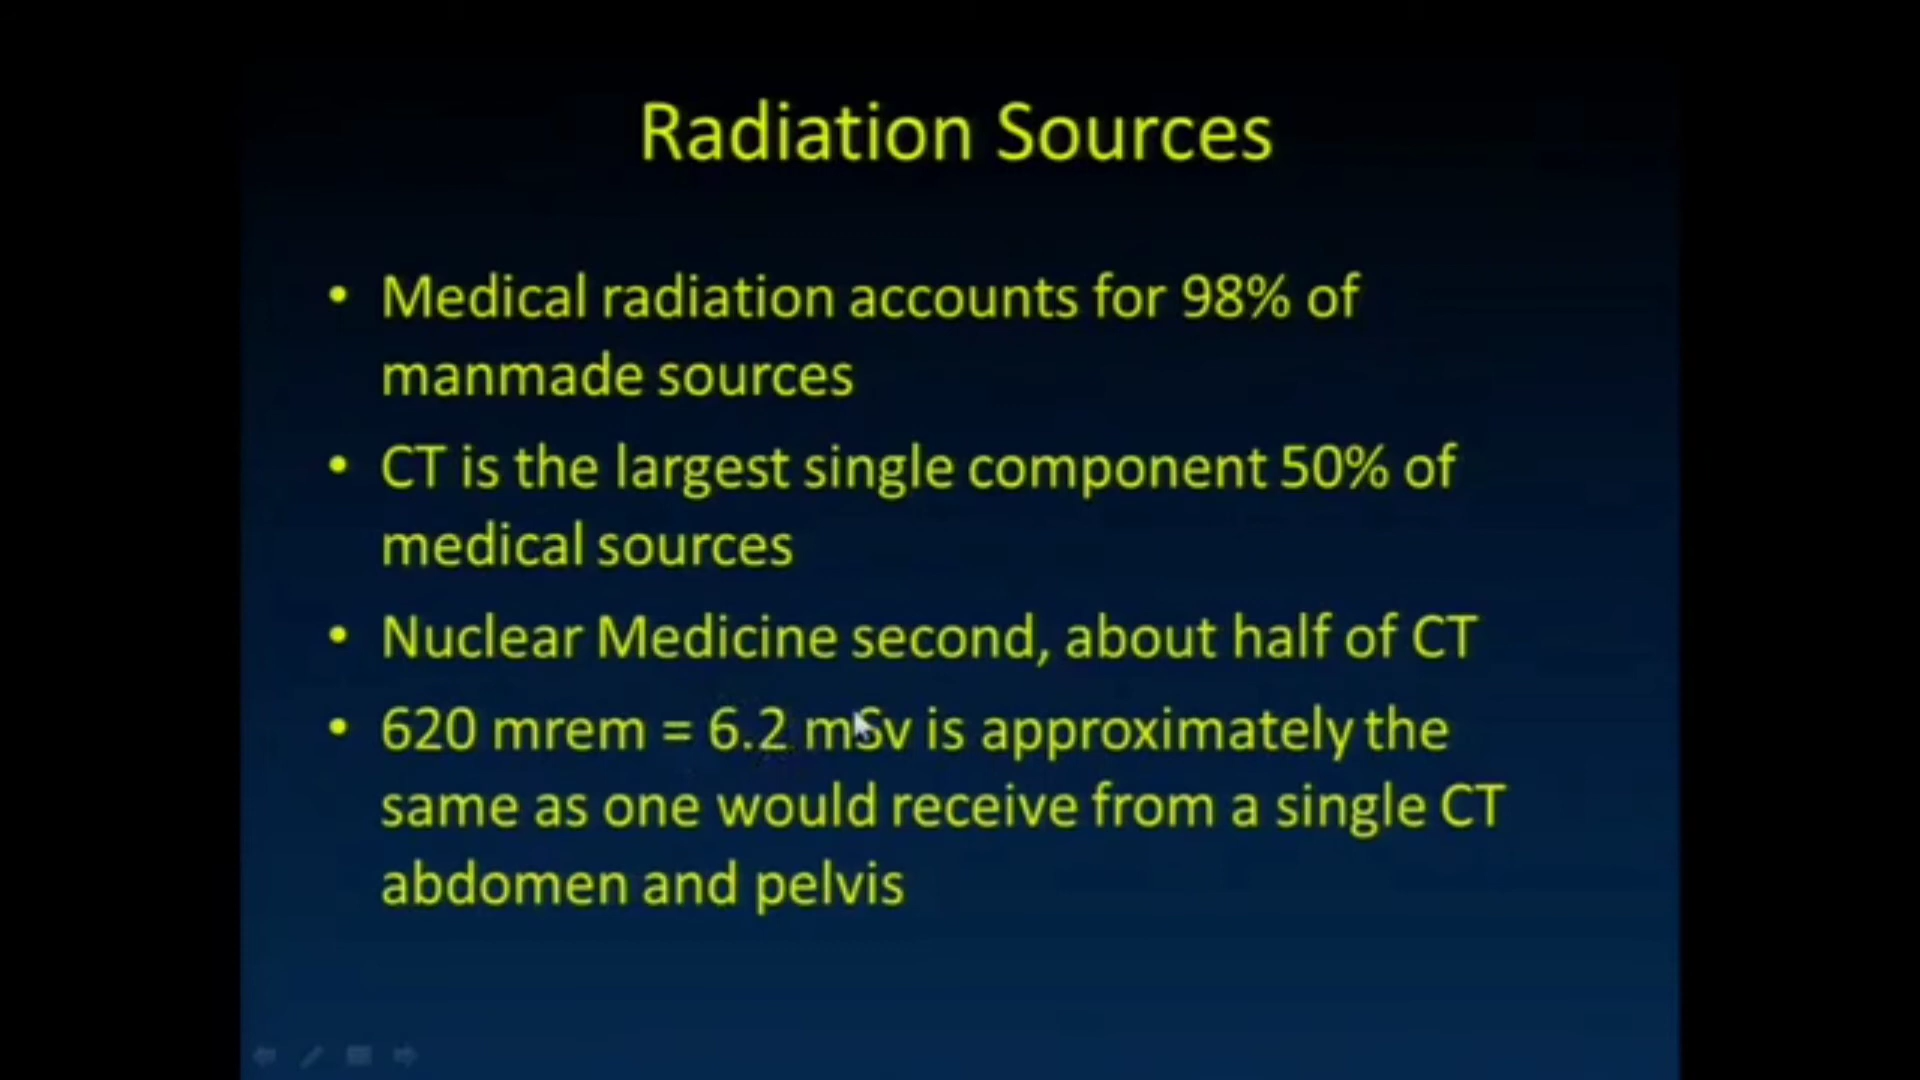 Radiation Sources
• Medical radiation accounts for 98% of
manmade sources
• CT is the largest single component 50% of
medical sources
• Nuclear Medicine second, about half of CT
• 620 mrem = 6.2 mSv is approximately the
same as one would receive from a single CT
abdomen and pelvis